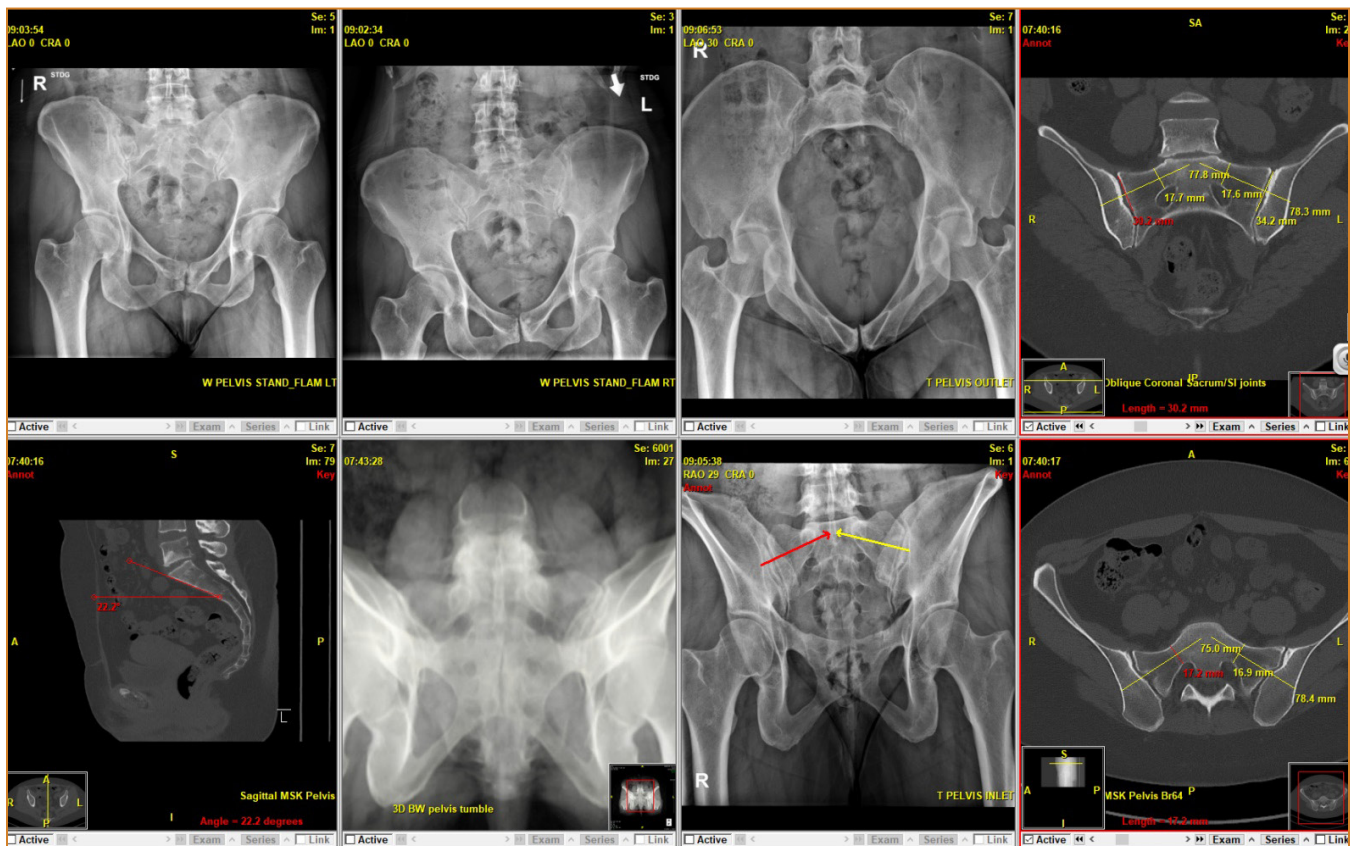 09:03:54
LAO 0 CRA 0
Se: 5
Im: 1
R
STDG
W PELVIS STAND_FLAM LT
09:02:34
LAO 0 CRA 0
Se: 3
Im: 1
STDG
L
W PELVIS STAND_FLAM RT
09:06:53
LAO 30 CRA 0
Se: 7
Im: 1
R
T PELVIS OUTLET
07:40:16
Annot
SA
Se:
Im: 2
Ke
77.8 mm
17.7 mm
17.6 mm
78.3 mm
30.2 mm
34.2 mm
R
L
A
R
L
P
IP
Oblique Coronal Sacrum/SI joints
Length = 30.2 mm
Active
Exam
Series
Link
Active
Exam
Series
Link
Active
Exam
Series
Link
Active
Exam
Series
Link
07:40:16
Annot
S
Se: 7
Im: 79
Key
22.2°
A
P
L
A
R
L
P
I
Sagittal MSK Pelvis
Angle = 22.2 degrees
07:43:28
Se: 6001
Im: 27
3D BW pelvis tumble
09:05:38
RAO 29 CRA 0
Annot
Se: 6
Im: 1
Key
R
T PELVIS INLET
07:40:17
Annot
A
Se:
Im: 6
Ke
R
L
75.0 mm
17.2 mm
16.9 mm
78.4 mm
S
A
P
I
P
MSK Pelvis Br64
Length = 17.2 mm
Active
Exam
Series
Link
Active
Exam
Series
Link
Active
Exam
Series
Link
Active
Exam
Series
Link